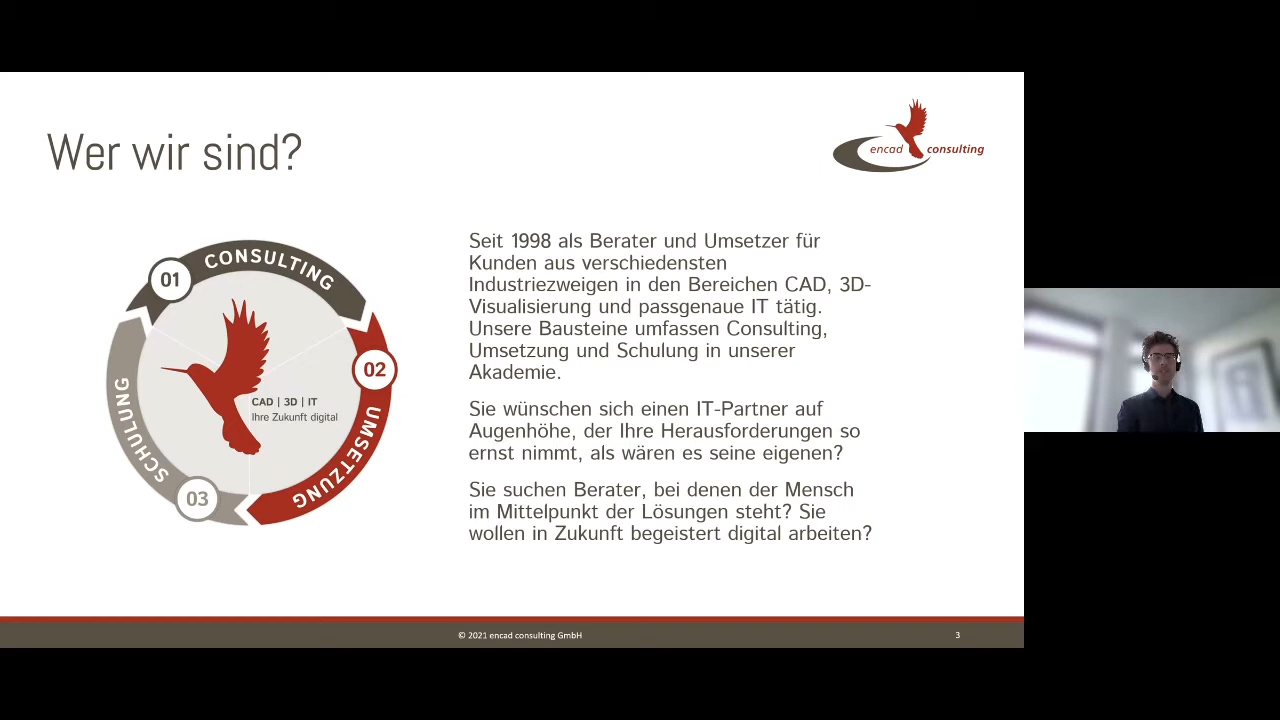 Wer wir sind?
encad consulting
01
CONSULTING
02
UMSETZUNG
03
SCHULUNG
CAD | 3D | IT
Ihre Zukunft digital
Seit 1998 als Berater und Umsetzer für
Kunden aus verschiedensten
Industriezweigen in den Bereichen CAD, 3D-
Visualisierung und passgenaue IT tätig.
Unsere Bausteine umfassen Consulting,
Umsetzung und Schulung in unserer
Akademie.
Sie wünschen sich einen IT-Partner auf
Augenhöhe, der Ihre Herausforderungen so
ernst nimmt, als wären es seine eigenen?
Sie suchen Berater, bei denen der Mensch
im Mittelpunkt der Lösungen steht? Sie
wollen in Zukunft begeistert digital arbeiten?
© 2021 encad consulting GmbH
3